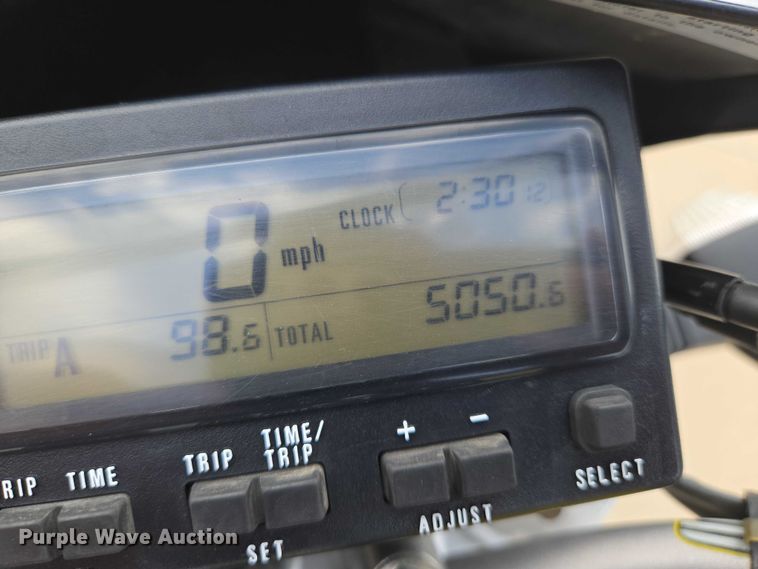 0 mph
CLOCK 2:30 12
TRIP A 98.6
TOTAL 5050.6
TIME
TRIP
TIME/
TRIP
SET
+ -
ADJUST
SELECT
Purple Wave Auction